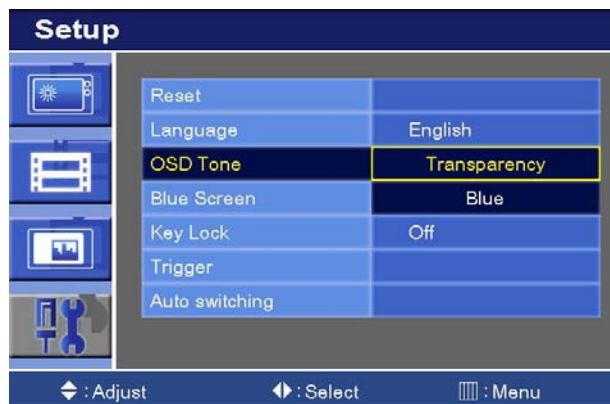 Setup
Reset
Language English
OSD Tone Transparency
Blue Screen Blue
Key Lock Off
Trigger
Auto switching
: Adjust : Select : Menu